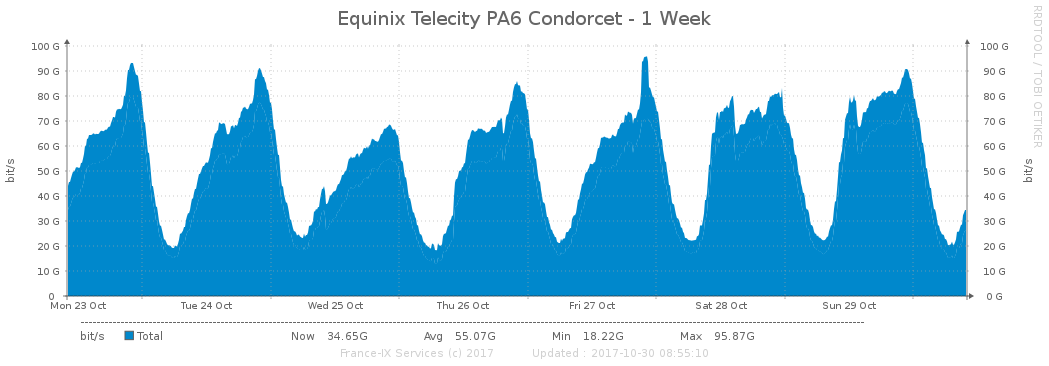 Equinix Telecity PA6 Condorcet - 1 Week
RRDTOOL / TOBI OETIKER
bit/s
100 G
90 G
80 G
70 G
60 G
50 G
40 G
30 G
20 G
10 G
0
100 G
90 G
80 G
70 G
60 G
50 G
40 G
30 G
20 G
10 G
0 G
bit/s
Mon 23 Oct Tue 24 Oct Wed 25 Oct Thu 26 Oct Fri 27 Oct Sat 28 Oct Sun 29 Oct
bit/s Total Now 34.65G Avg 55.07G Min 18.22G Max 95.87G
France-IX Services (c) 2017 Updated : 2017-10-30 08:55:10